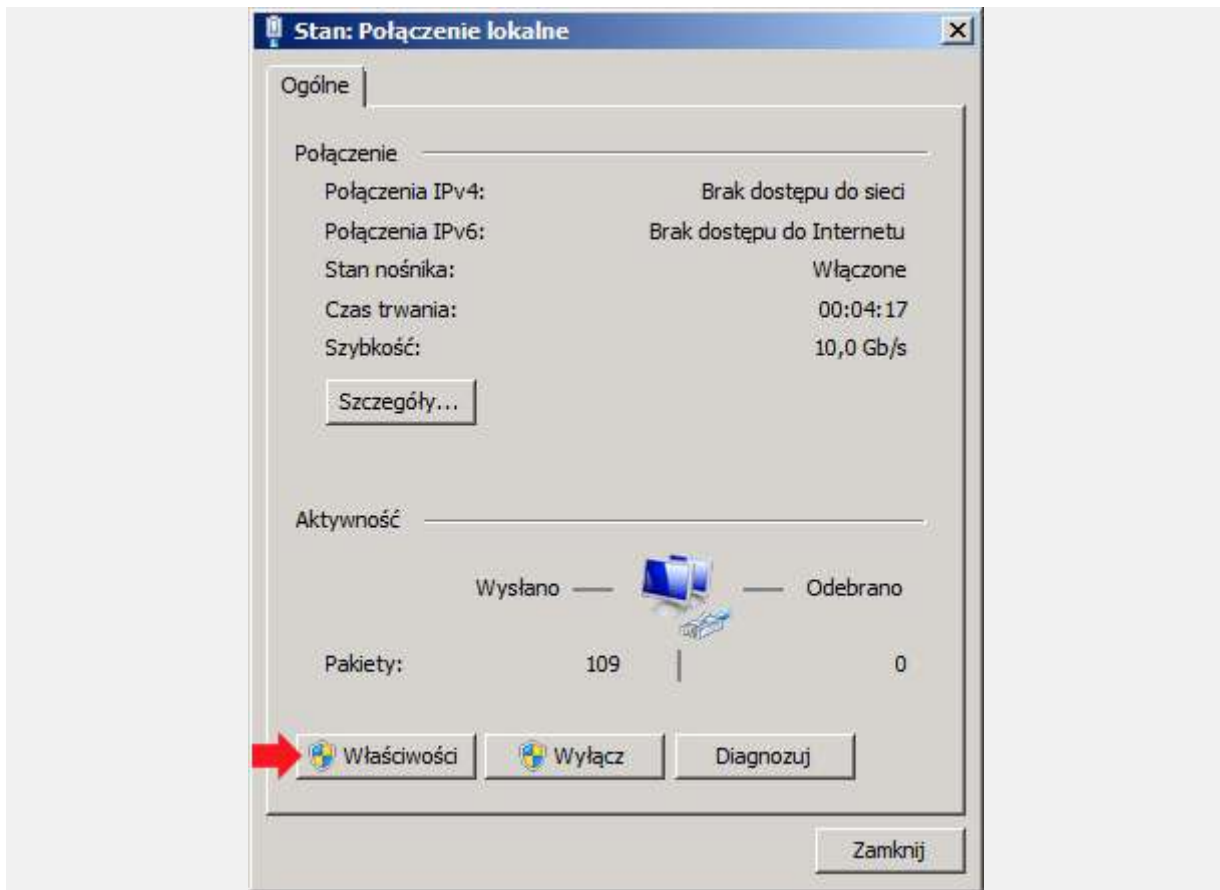 Stan: Połączenie lokalne
Ogólne
Połączenie
Połączenia IPv4: Brak dostępu do sieci
Połączenia IPv6: Brak dostępu do Internetu
Stan nośnika: Włączone
Czas trwania: 00:04:17
Szybkość: 10,0 Gb/s
Szczegóły...
Aktywność
Wysłano Odebrano
Pakiety: 109 0
Właściwości Wyłącz Diagnozuj
Zamknij